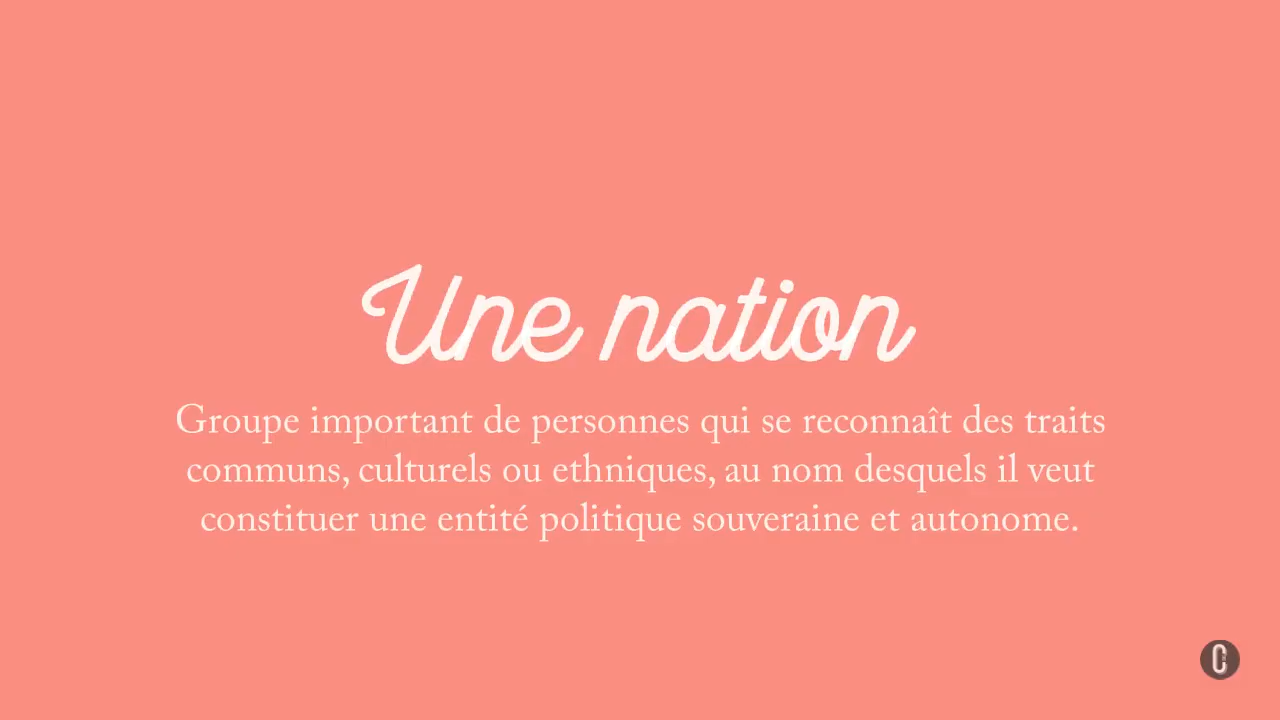 Une nation
Groupe important de personnes qui se reconnaît des traits
communs, culturels ou ethniques, au nom desquels il veut
constituer une entité politique souveraine et autonome.
C